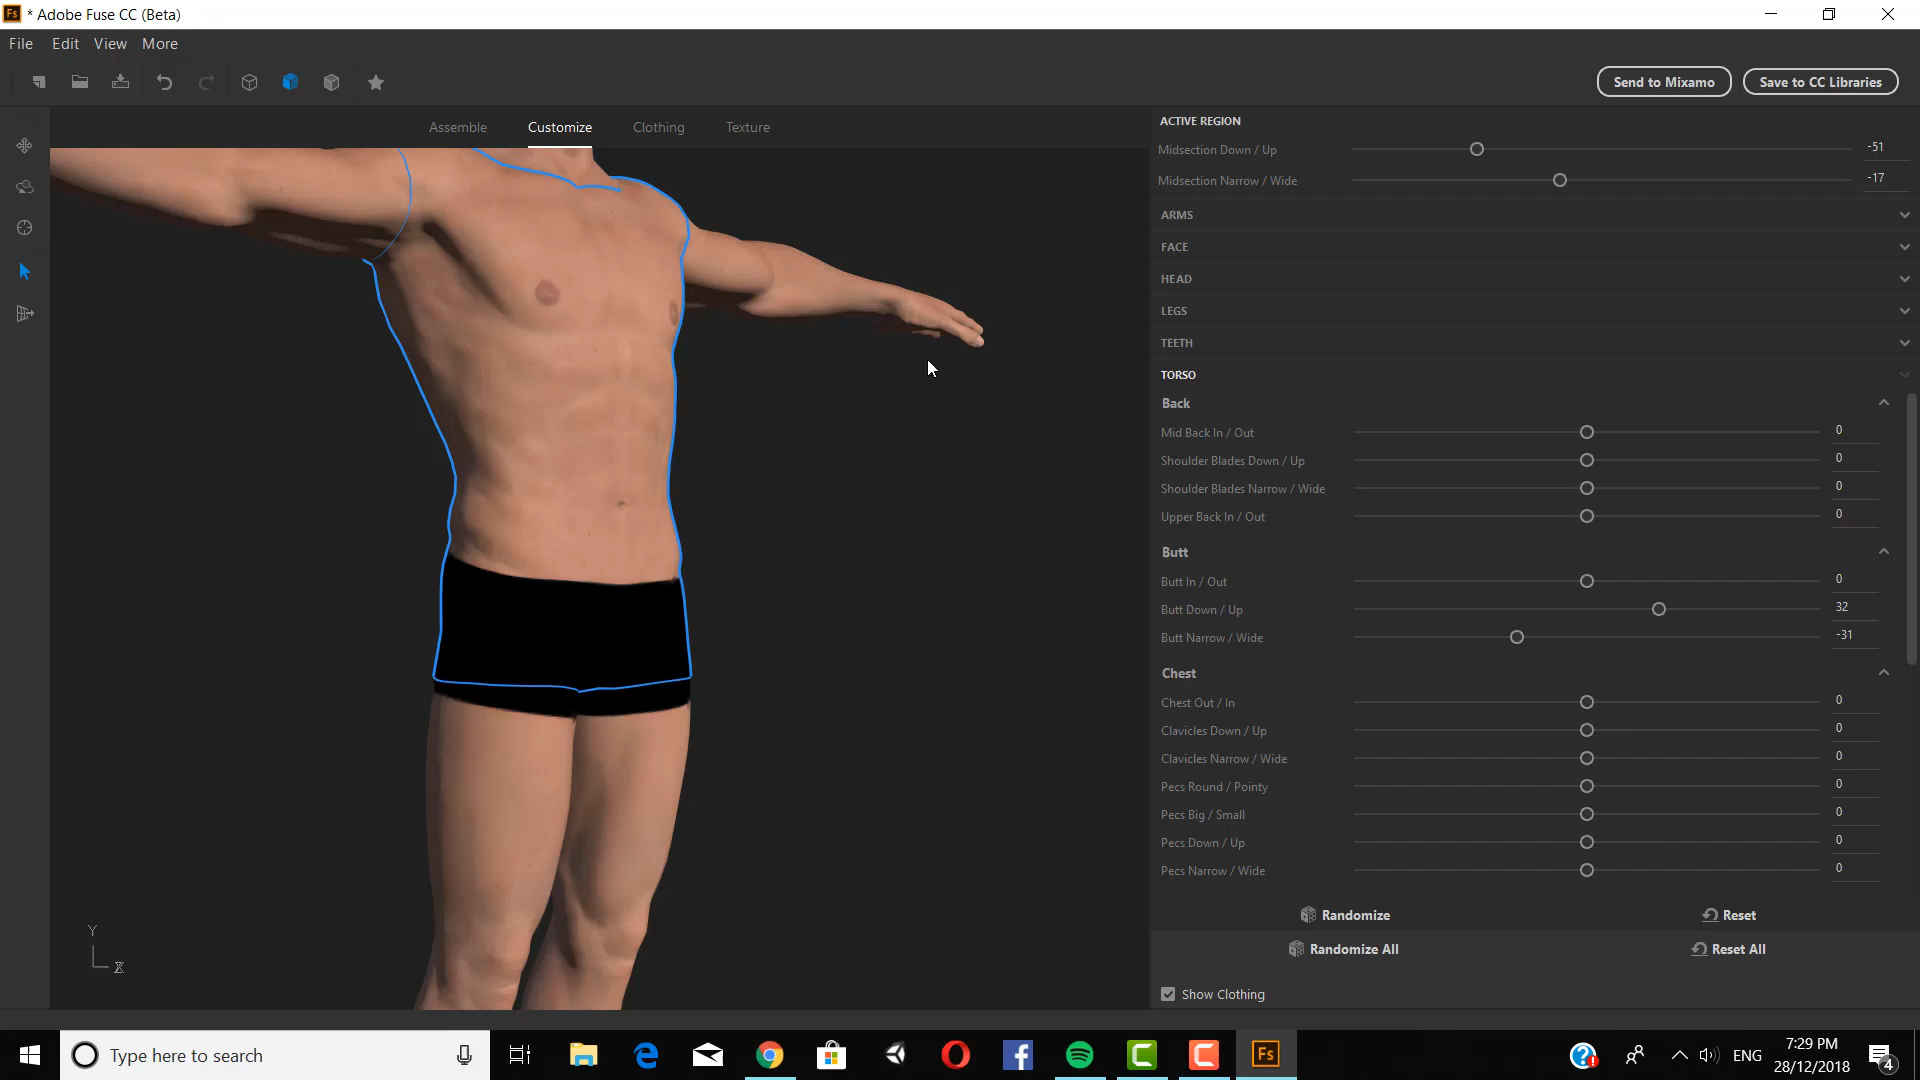 Fs * Adobe Fuse CC (Beta)
File Edit View More
Send to Mixamo Save to CC Libraries
Assemble Customize Clothing Texture
ACTIVE REGION
Midsection Down / Up -51
Midsection Narrow / Wide -17
ARMS
FACE
HEAD
LEGS
TEETH
TORSO
Back
Mid Back In / Out 0
Shoulder Blades Down / Up 0
Shoulder Blades Narrow / Wide 0
Upper Back In / Out 0
Butt
Butt In / Out 0
Butt Down / Up 32
Butt Narrow / Wide -31
Chest
Chest Out / In 0
Clavicles Down / Up 0
Clavicles Narrow / Wide 0
Pecs Round / Pointy 0
Pecs Big / Small 0
Pecs Down / Up 0
Pecs Narrow / Wide 0
Randomize Reset
Randomize All Reset All
Show Clothing
Y
Z
Type here to search
Fs
ENG
7:29 PM
28/12/2018
4